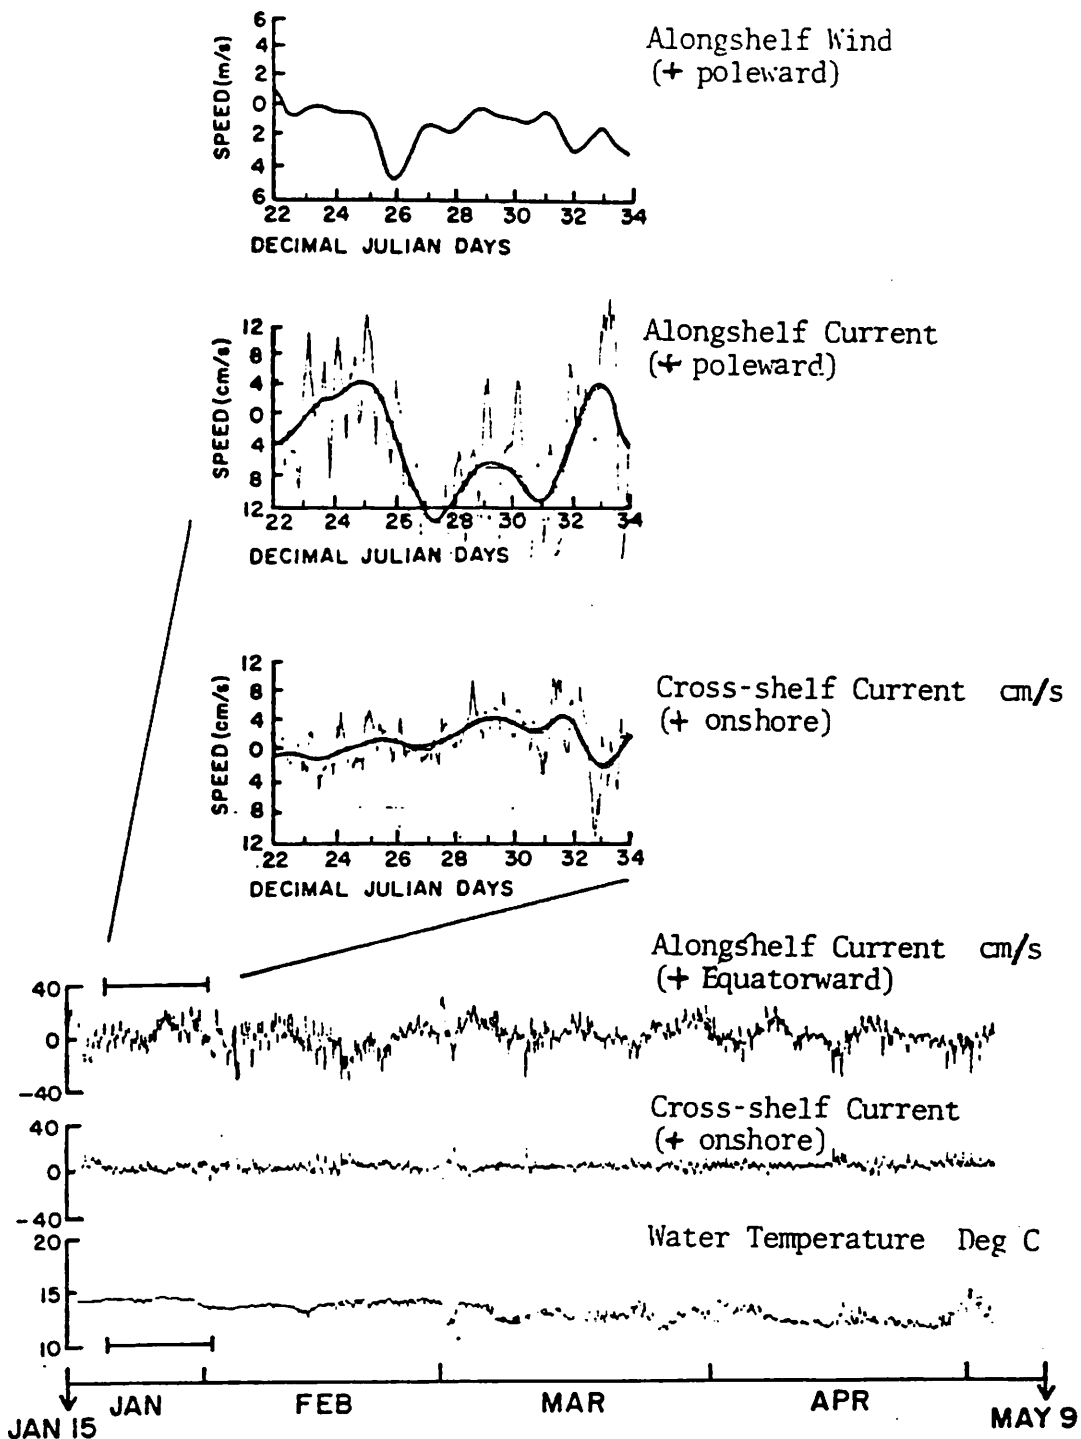 Alongshelf Wind
(+ poleward)
SPEED (m/s)
6
4
2
0
2
4
6
22 24 26 28 30 32 34
DECIMAL JULIAN DAYS
Alongshelf Current
(+ poleward)
SPEED (cm/s)
12
8
4
0
4
8
12
22 24 26 28 30 32 34
DECIMAL JULIAN DAYS
Cross-shelf Current cm/s
(+ onshore)
SPEED (cm/s)
12
8
4
0
4
8
12
22 24 26 28 30 32 34
DECIMAL JULIAN DAYS
Alongshelf Current cm/s
(+ Equatorward)
40
0
-40
Cross-shelf Current
(+ onshore)
40
0
-40
Water Temperature Deg C
20
15
10
JAN FEB MAR APR
JAN 15 MAY 9